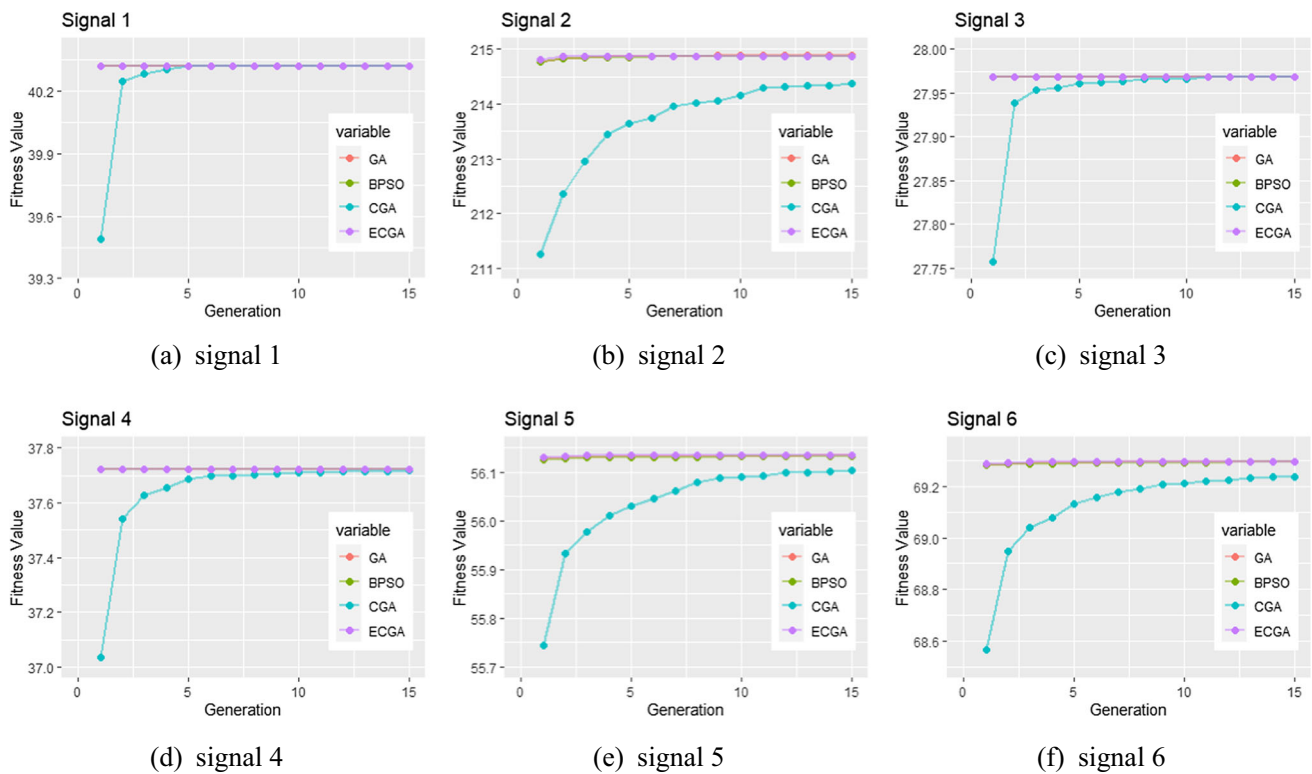 Signal 1
Fitness Value
40.2
39.9
39.6
39.3
variable
GA
BPSO
CGA
ECGA
0 5 10 15
Generation
(a) signal 1
Signal 2
Fitness Value
215
214
213
212
211
variable
GA
BPSO
CGA
ECGA
0 5 10 15
Generation
(b) signal 2
Signal 3
Fitness Value
28.00
27.95
27.90
27.85
27.80
27.75
variable
GA
BPSO
CGA
ECGA
0 5 10 15
Generation
(c) signal 3
Signal 4
Fitness Value
37.8
37.6
37.4
37.2
37.0
variable
GA
BPSO
CGA
ECGA
0 5 10 15
Generation
(d) signal 4
Signal 5
Fitness Value
56.1
56.0
55.9
55.8
55.7
variable
GA
BPSO
CGA
ECGA
0 5 10 15
Generation
(e) signal 5
Signal 6
Fitness Value
69.2
69.0
68.8
68.6
variable
GA
BPSO
CGA
ECGA
0 5 10 15
Generation
(f) signal 6